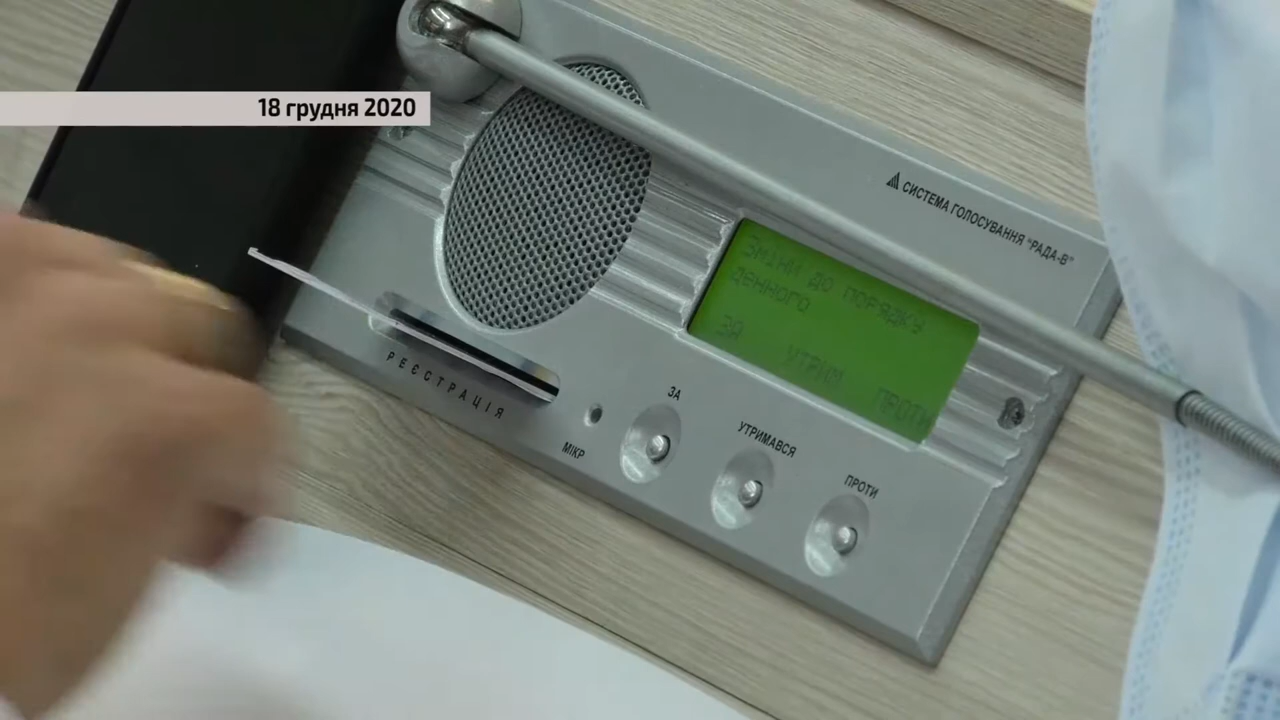 18 грудня 2020
СИСТЕМА ГОЛОСУВАННЯ "РАДА-В"
ЗМІНИ ДО ПОРЯДКУ
ДЕННОГО
ЗА УТРИМ ПРОТИ
РЕЄСТРАЦІЯ
МІКР
ЗА
УТРИМАВСЯ
ПРОТИ